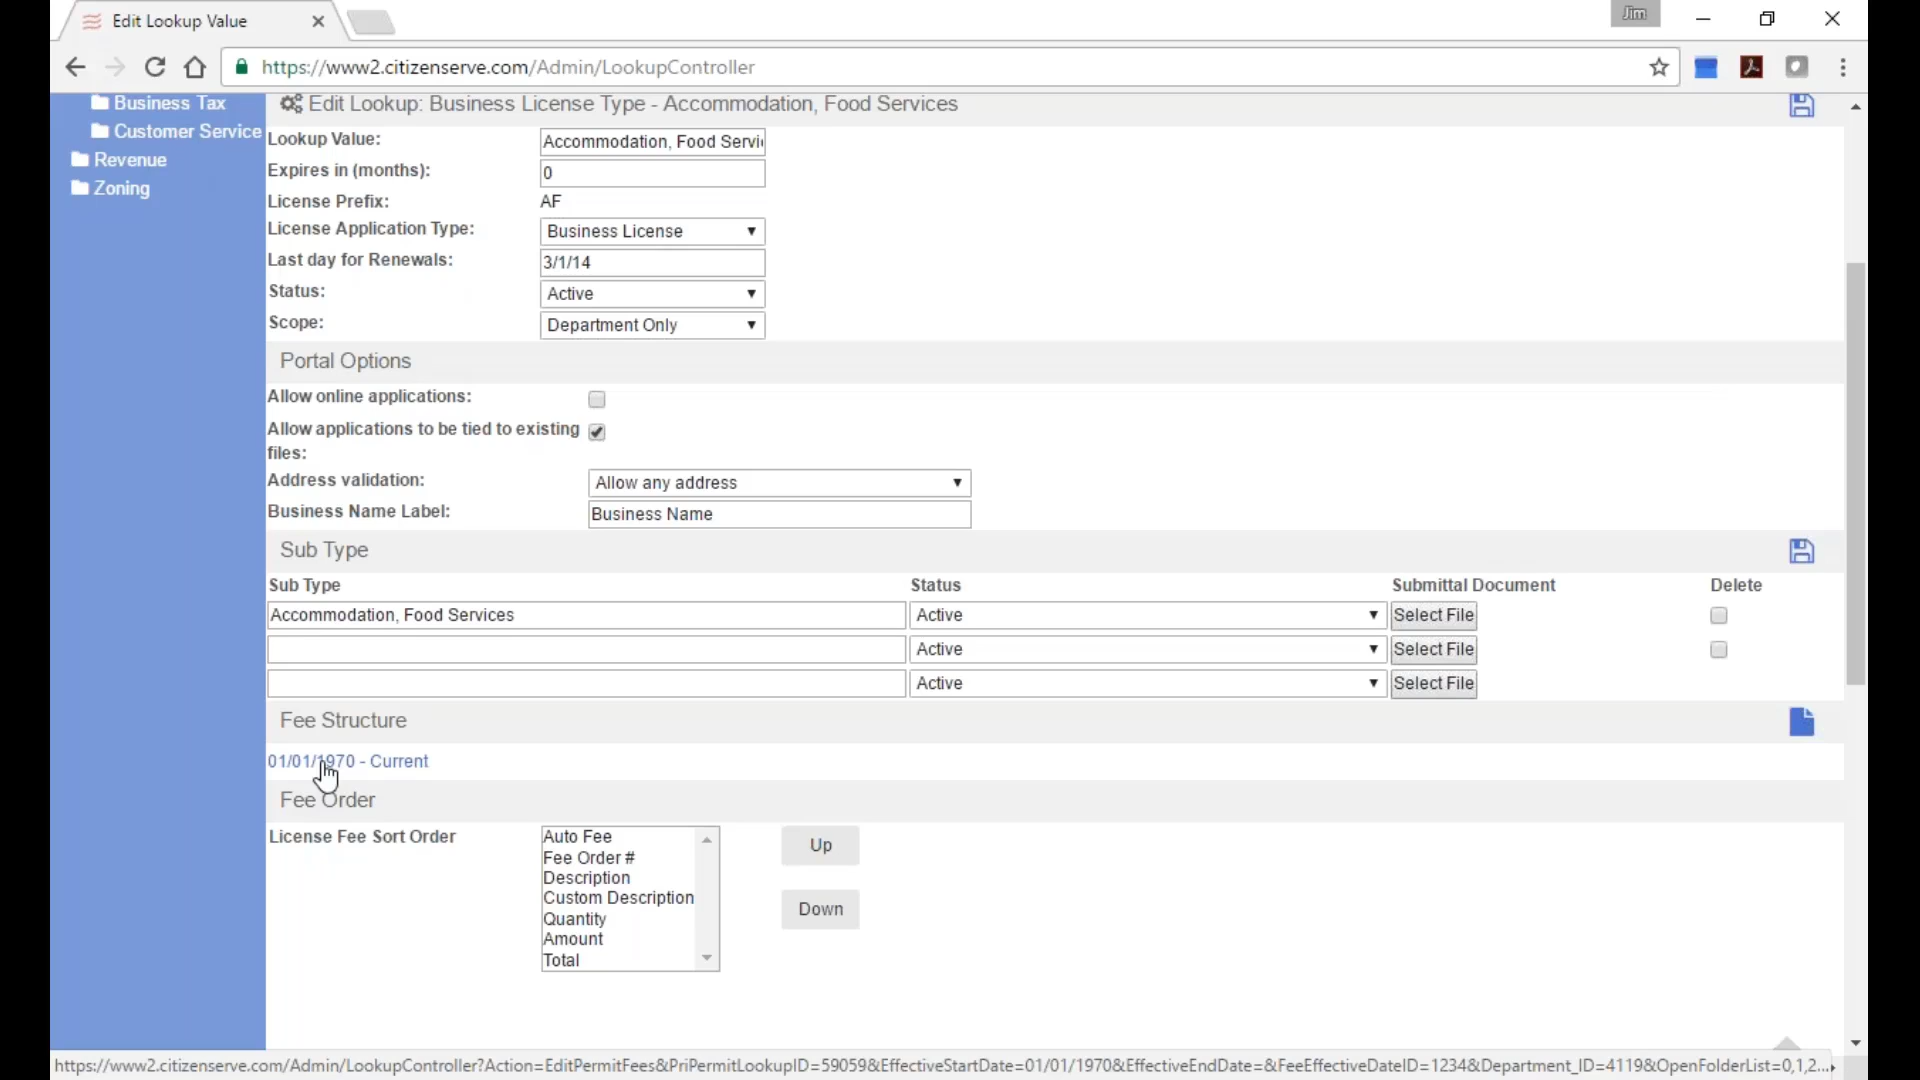 Edit Lookup Value
Jim
https://www2.citizenserve.com/Admin/LookupController
Business Tax
Customer Service
Revenue
Zoning
Edit Lookup: Business License Type - Accommodation, Food Services
Lookup Value: Accommodation, Food Servi
Expires in (months): 0
License Prefix: AF
License Application Type: Business License
Last day for Renewals: 3/1/14
Status: Active
Scope: Department Only
Portal Options
Allow online applications:
Allow applications to be tied to existing
files:
Address validation: Allow any address
Business Name Label: Business Name
Sub Type
Sub Type Status Submittal Document Delete
Accommodation, Food Services Active Select File
Active Select File
Active Select File
Fee Structure
01/01/1970 - Current
Fee Order
License Fee Sort Order
Auto Fee
Fee Order #
Description
Custom Description
Quantity
Amount
Total
Up
Down
https://www2.citizenserve.com/Admin/LookupController?Action=EditPermitFees&PriPermitLookupID=59059&EffectiveStartDate=01/01/1970&EffectiveEndDate=&FeeEffectiveDateID=1234&Department_ID=4119&OpenFolderList=0,1,2...